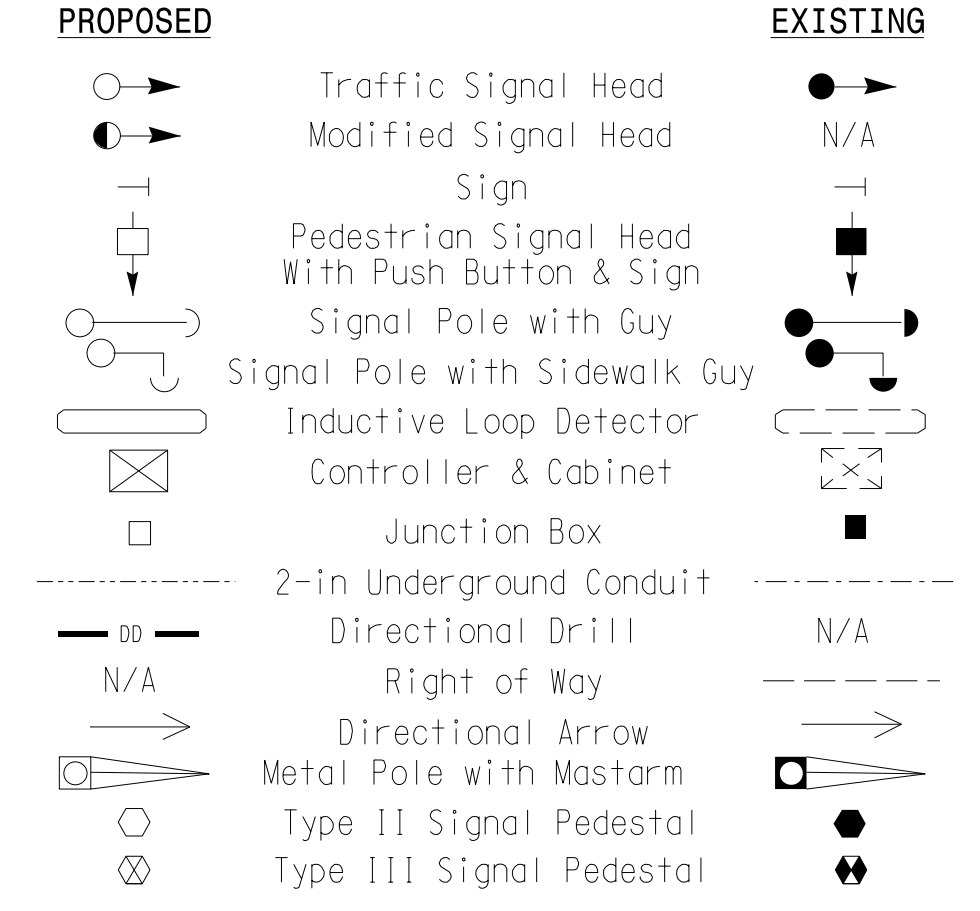 PROPOSED EXISTING
Traffic Signal Head
Modified Signal Head N/A
Sign
Pedestrian Signal Head
With Push Button & Sign
Signal Pole with Guy
Signal Pole with Sidewalk Guy
Inductive Loop Detector
Controller & Cabinet
Junction Box
2-in Underground Conduit
DD Directional Drill N/A
N/A Right of Way
Directional Arrow
Metal Pole with Mastarm
Type II Signal Pedestal
Type III Signal Pedestal